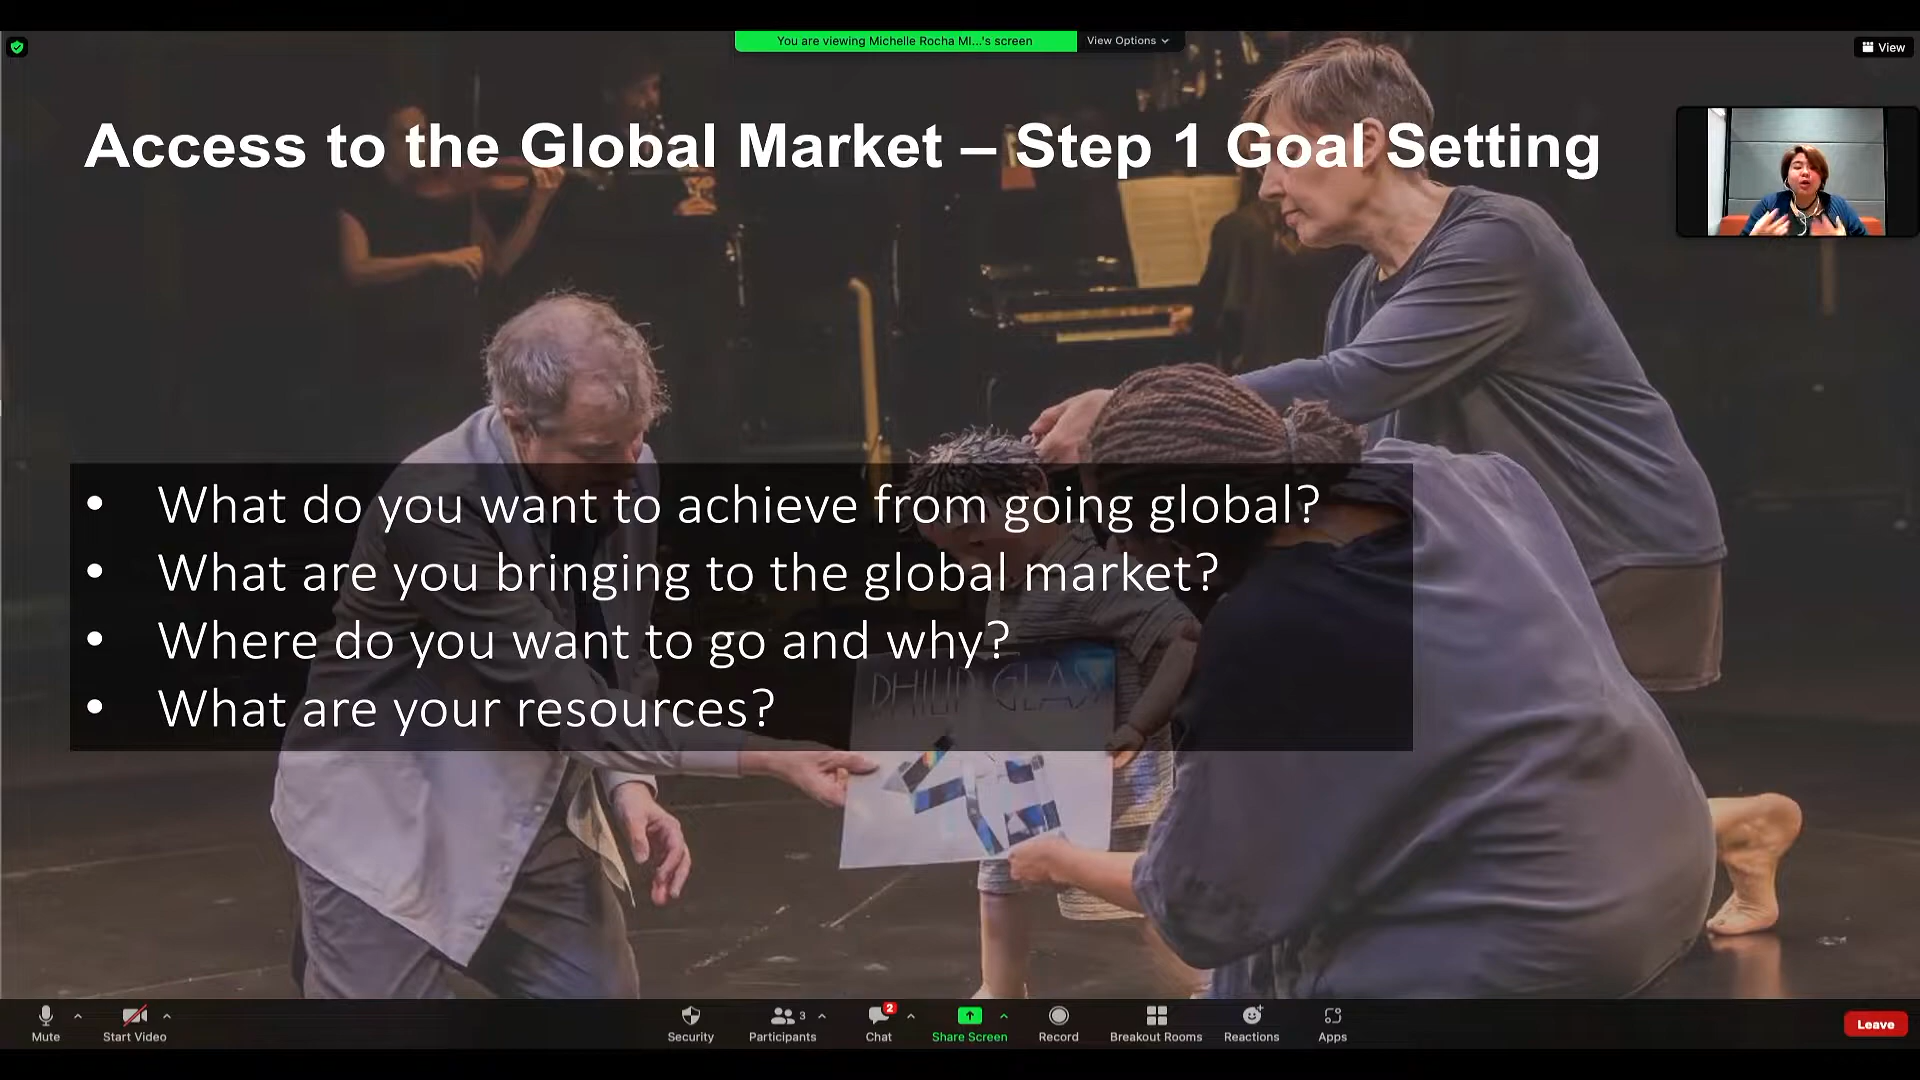 You are viewing Michelle Rocha MI...'s screen
View Options
View
Access to the Global Market – Step 1 Goal Setting
• What do you want to achieve from going global?
• What are you bringing to the global market?
• Where do you want to go and why?
• What are your resources?
PHILIP GLASS
Mute
Start Video
Security
Participants
3
Chat
2
Share Screen
Record
Breakout Rooms
Reactions
Apps
Leave